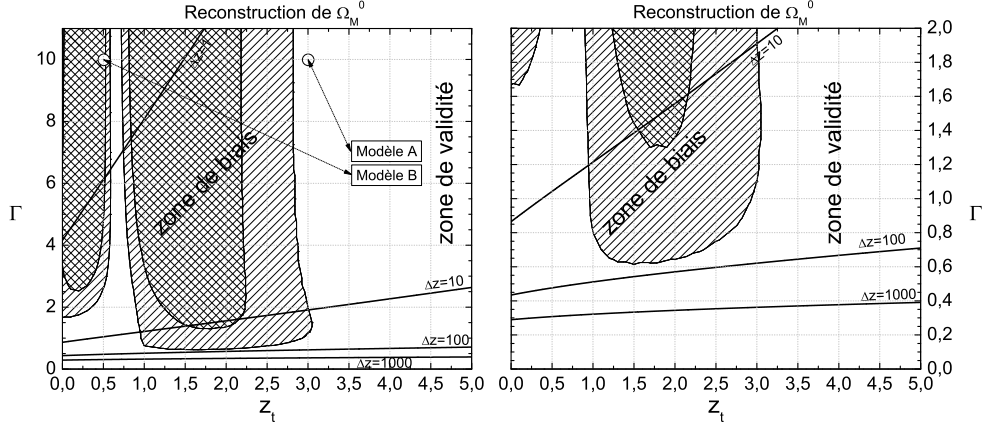 Reconstruction de Ω_M^0
10
8
6
4
2
0
Γ
Δz=1
zone de biais
zone de validité
Modèle A
Modèle B
Δz=10
Δz=100
Δz=1000
0,0 0,5 1,0 1,5 2,0 2,5 3,0 3,5 4,0 4,5 5,0
z_t
Reconstruction de Ω_M^0
Δz=10
zone de biais
zone de validité
Δz=100
Δz=1000
2,0
1,8
1,6
1,4
1,2
1,0
0,8
0,6
0,4
0,2
0,0
Γ
0,0 0,5 1,0 1,5 2,0 2,5 3,0 3,5 4,0 4,5 5,0
z_t